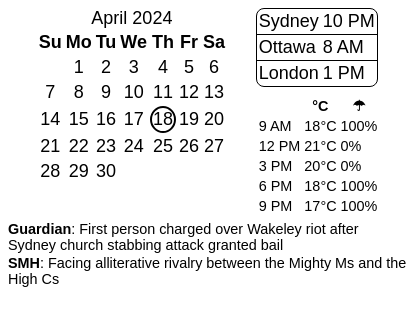 April 2024
Su Mo Tu We Th Fr Sa
1 2 3 4 5 6
7 8 9 10 11 12 13
14 15 16 17 18 19 20
21 22 23 24 25 26 27
28 29 30
Sydney 10 PM
Ottawa 8 AM
London 1 PM
°C ☂
9 AM 18°C 100%
12 PM 21°C 0%
3 PM 20°C 0%
6 PM 18°C 100%
9 PM 17°C 100%
Guardian: First person charged over Wakeley riot after
Sydney church stabbing attack granted bail
SMH: Facing alliterative rivalry between the Mighty Ms and the
High Cs